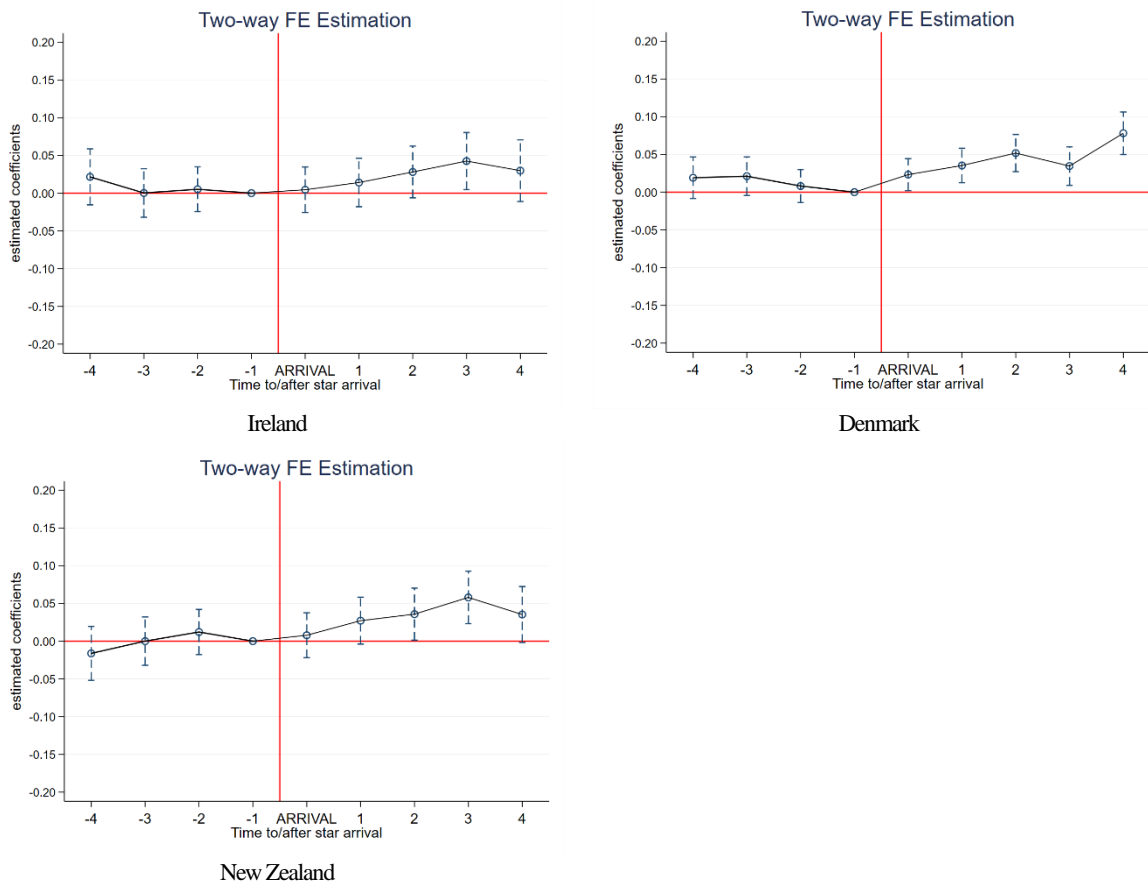 Two-way FE Estimation
0.20
0.15
0.10
0.05
0.00
-0.05
-0.10
-0.15
-0.20
estimated coefficients
-4 -3 -2 -1 ARRIVAL 1 2 3 4
Time to/after star arrival
Ireland
Two-way FE Estimation
0.20
0.15
0.10
0.05
0.00
-0.05
-0.10
-0.15
-0.20
estimated coefficients
-4 -3 -2 -1 ARRIVAL 1 2 3 4
Time to/after star arrival
Denmark
Two-way FE Estimation
0.20
0.15
0.10
0.05
0.00
-0.05
-0.10
-0.15
-0.20
estimated coefficients
-4 -3 -2 -1 ARRIVAL 1 2 3 4
Time to/after star arrival
New Zealand